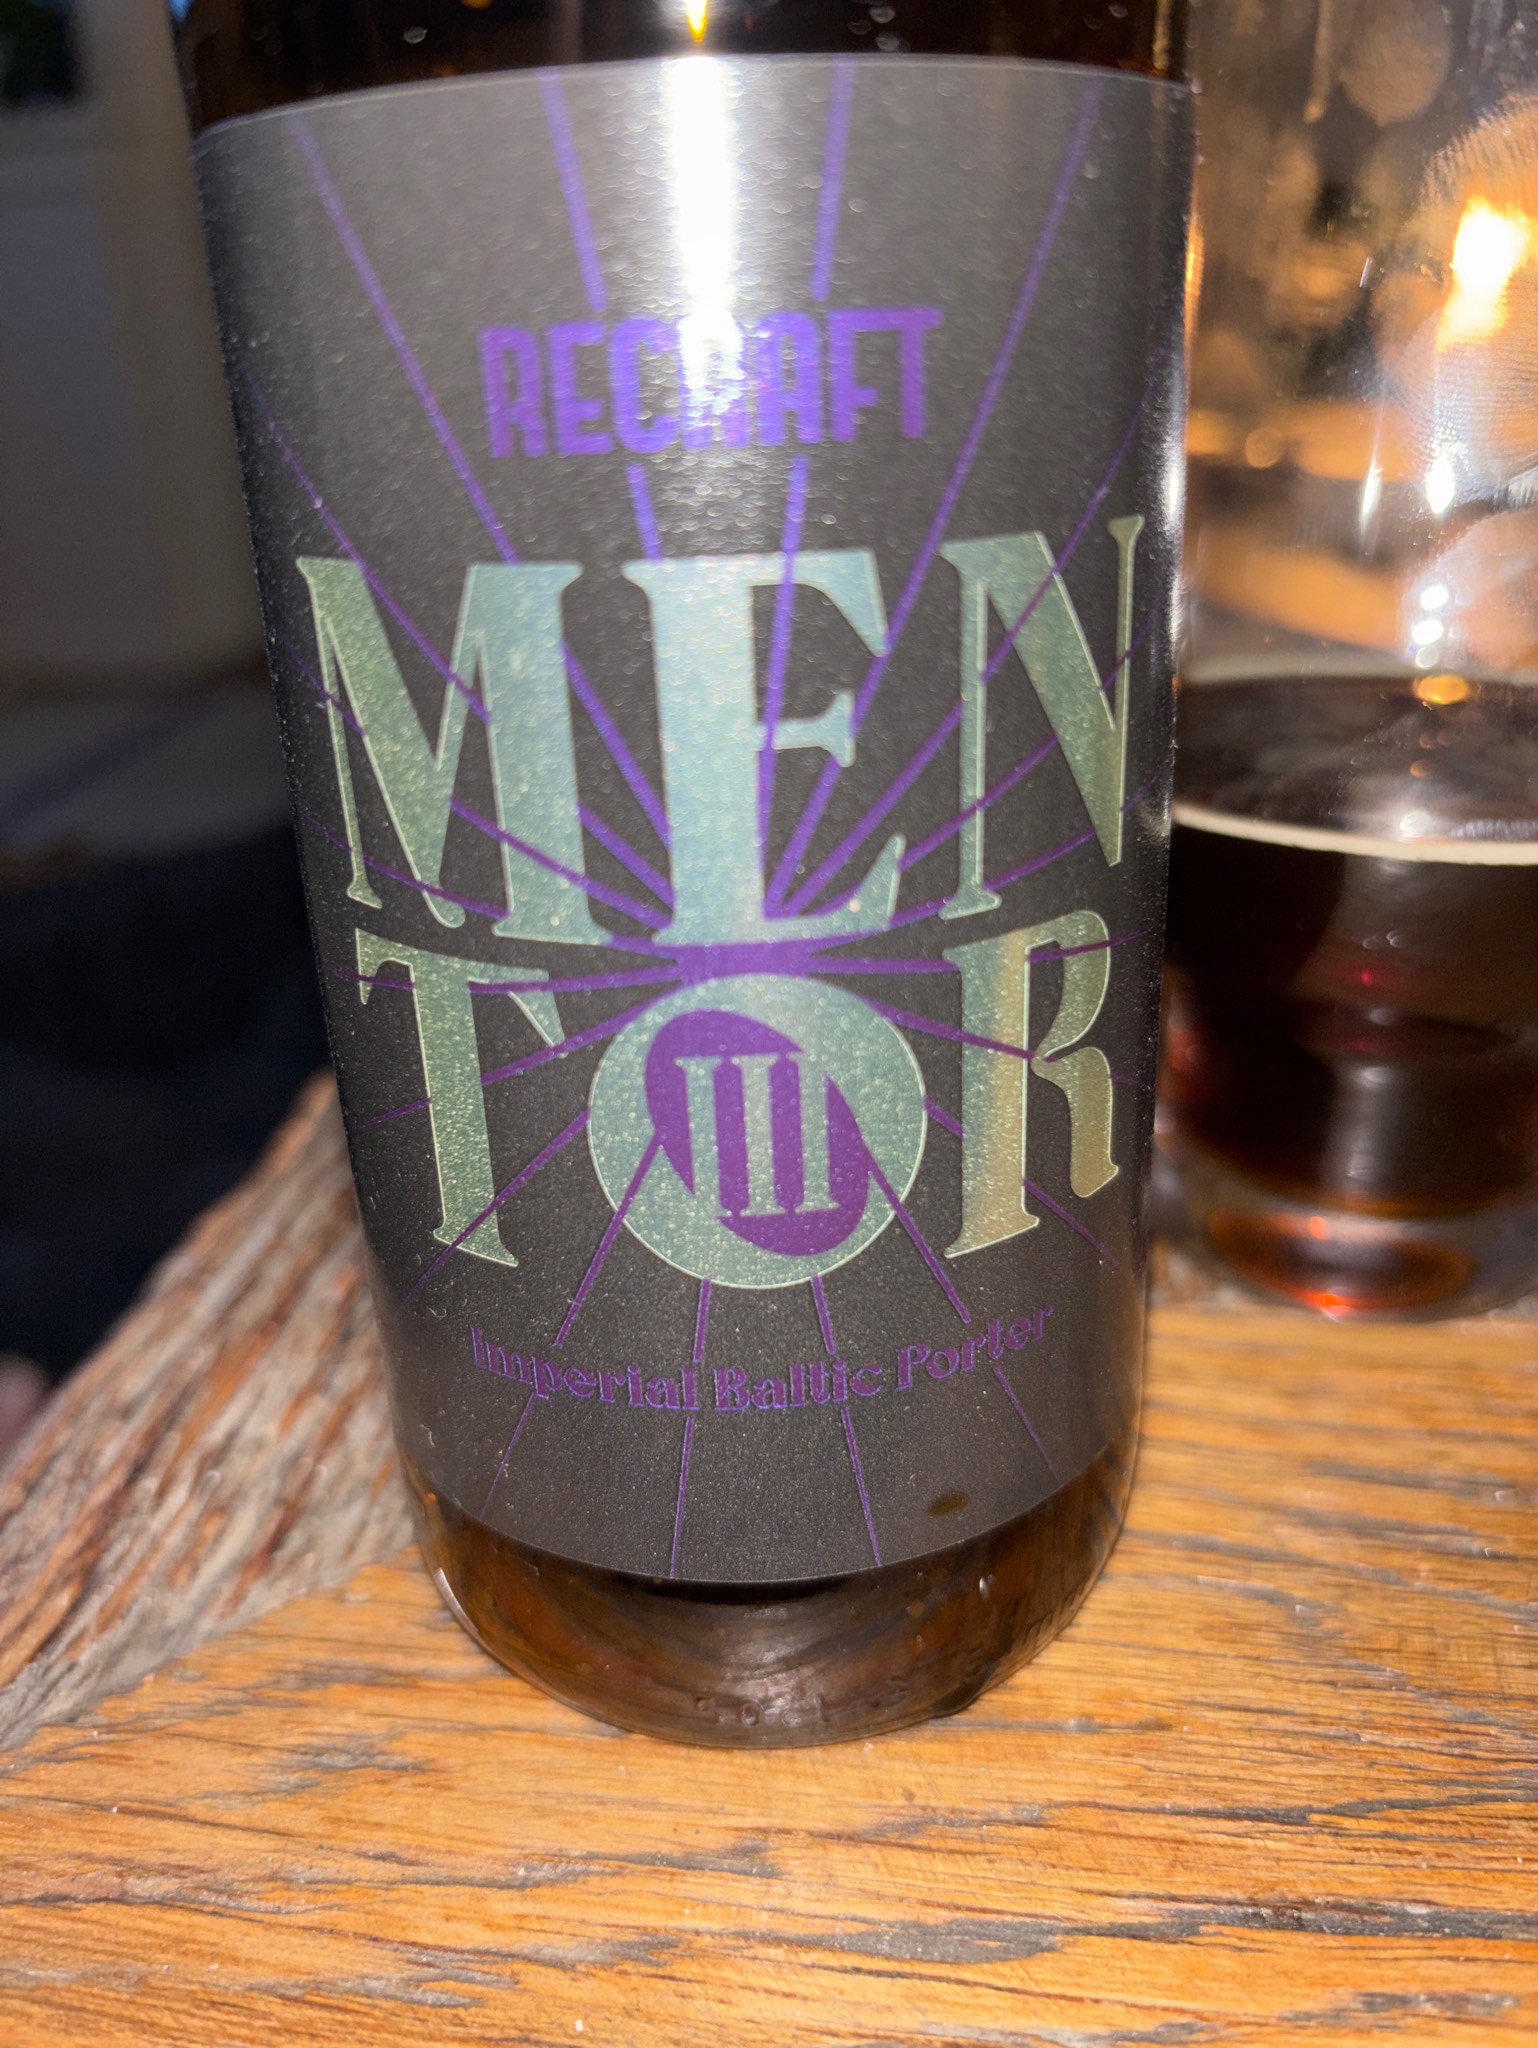 RECRAFT
MEN
TOR
III
Imperial Baltic Porter